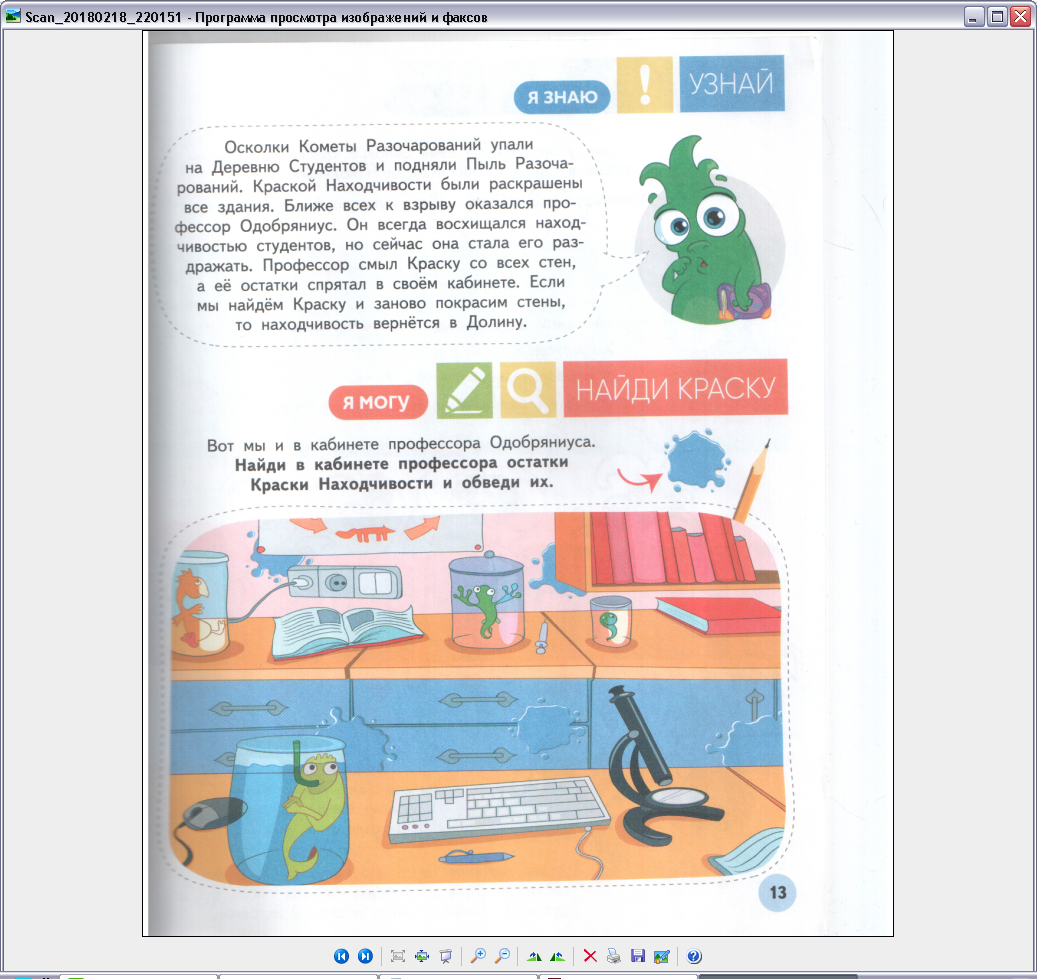 Scan_20180218_220151 - Программа просмотра изображений и факсов
Я ЗНАЮ
!
УЗНАЙ
Осколки Кометы Разочарований упали
на Деревню Студентов и подняли Пыль Разоча-
рований. Краской Находчивости были раскрашены
все здания. Ближе всех к взрыву оказался про-
фессор Одобряниус. Он всегда восхищался наход-
чивостью студентов, но сейчас она стала его раз-
дражать. Профессор смыл Краску со всех стен,
а её остатки спрятал в своём кабинете. Если
мы найдём Краску и заново покрасим стены,
то находчивость вернётся в Долину.
Я МОГУ
НАЙДИ КРАСКУ
Вот мы и в кабинете профессора Одобряниуса.
Найди в кабинете профессора остатки
Краски Находчивости и обведи их.
13